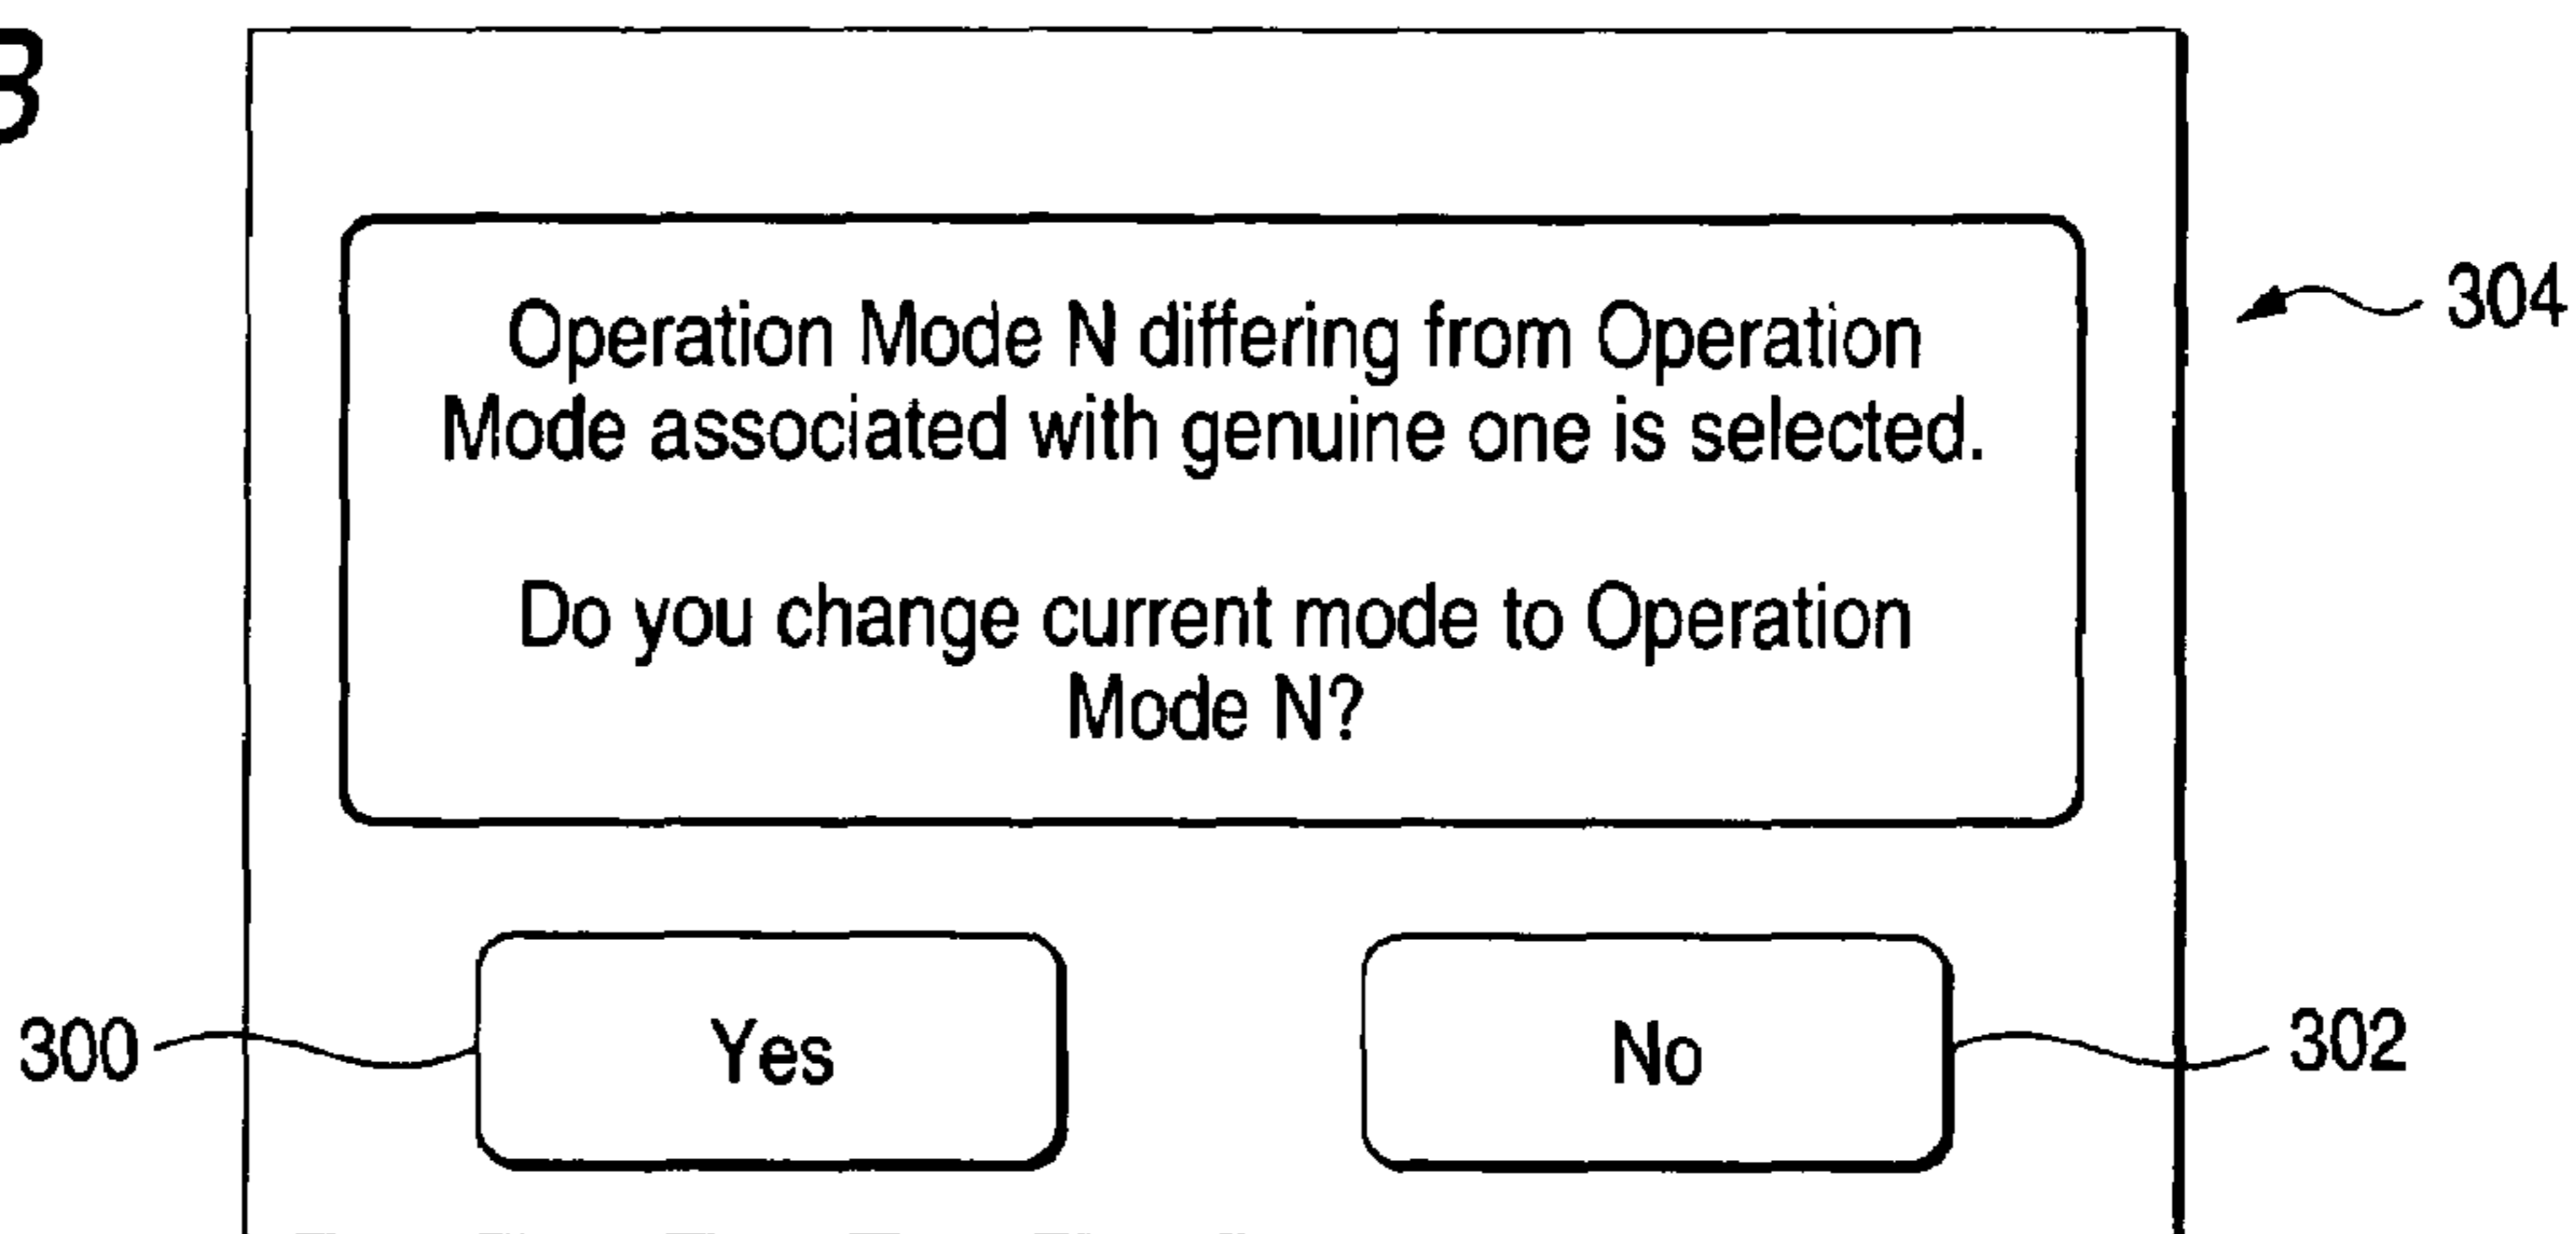 B
Operation Mode N differing from Operation
Mode associated with genuine one is selected.
Do you change current mode to Operation
Mode N?
304
300
Yes
No
302